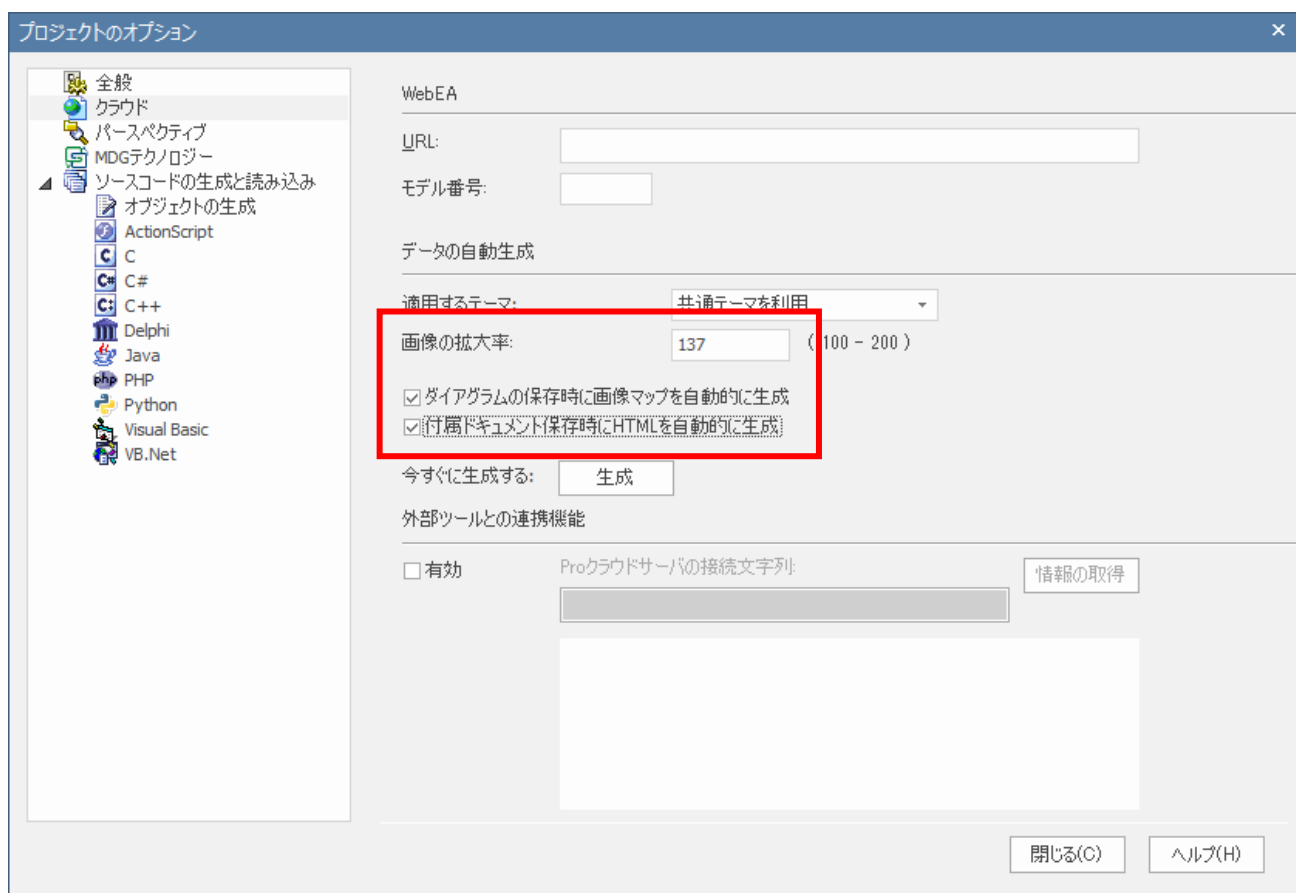 プロジェクトのオプション
全般
クラウド
パースペクティブ
MDGテクノロジー
ソースコードの生成と読み込み
オブジェクトの生成
ActionScript
C
C#
C++
Delphi
Java
PHP
Python
Visual Basic
VB.Net
WebEA
URL:
モデル番号:
データの自動生成
適用するテーマ: 共通テーマを利用
画像の拡大率: 137 ( 100 - 200 )
ダイアグラムの保存時に画像マップを自動的に生成
付属ドキュメント保存時にHTMLを自動的に生成
今すぐに生成する: 生成
外部ツールとの連携機能
有効 Proクラウドサーバの接続文字列: 情報の取得
閉じる(C) ヘルプ(H)